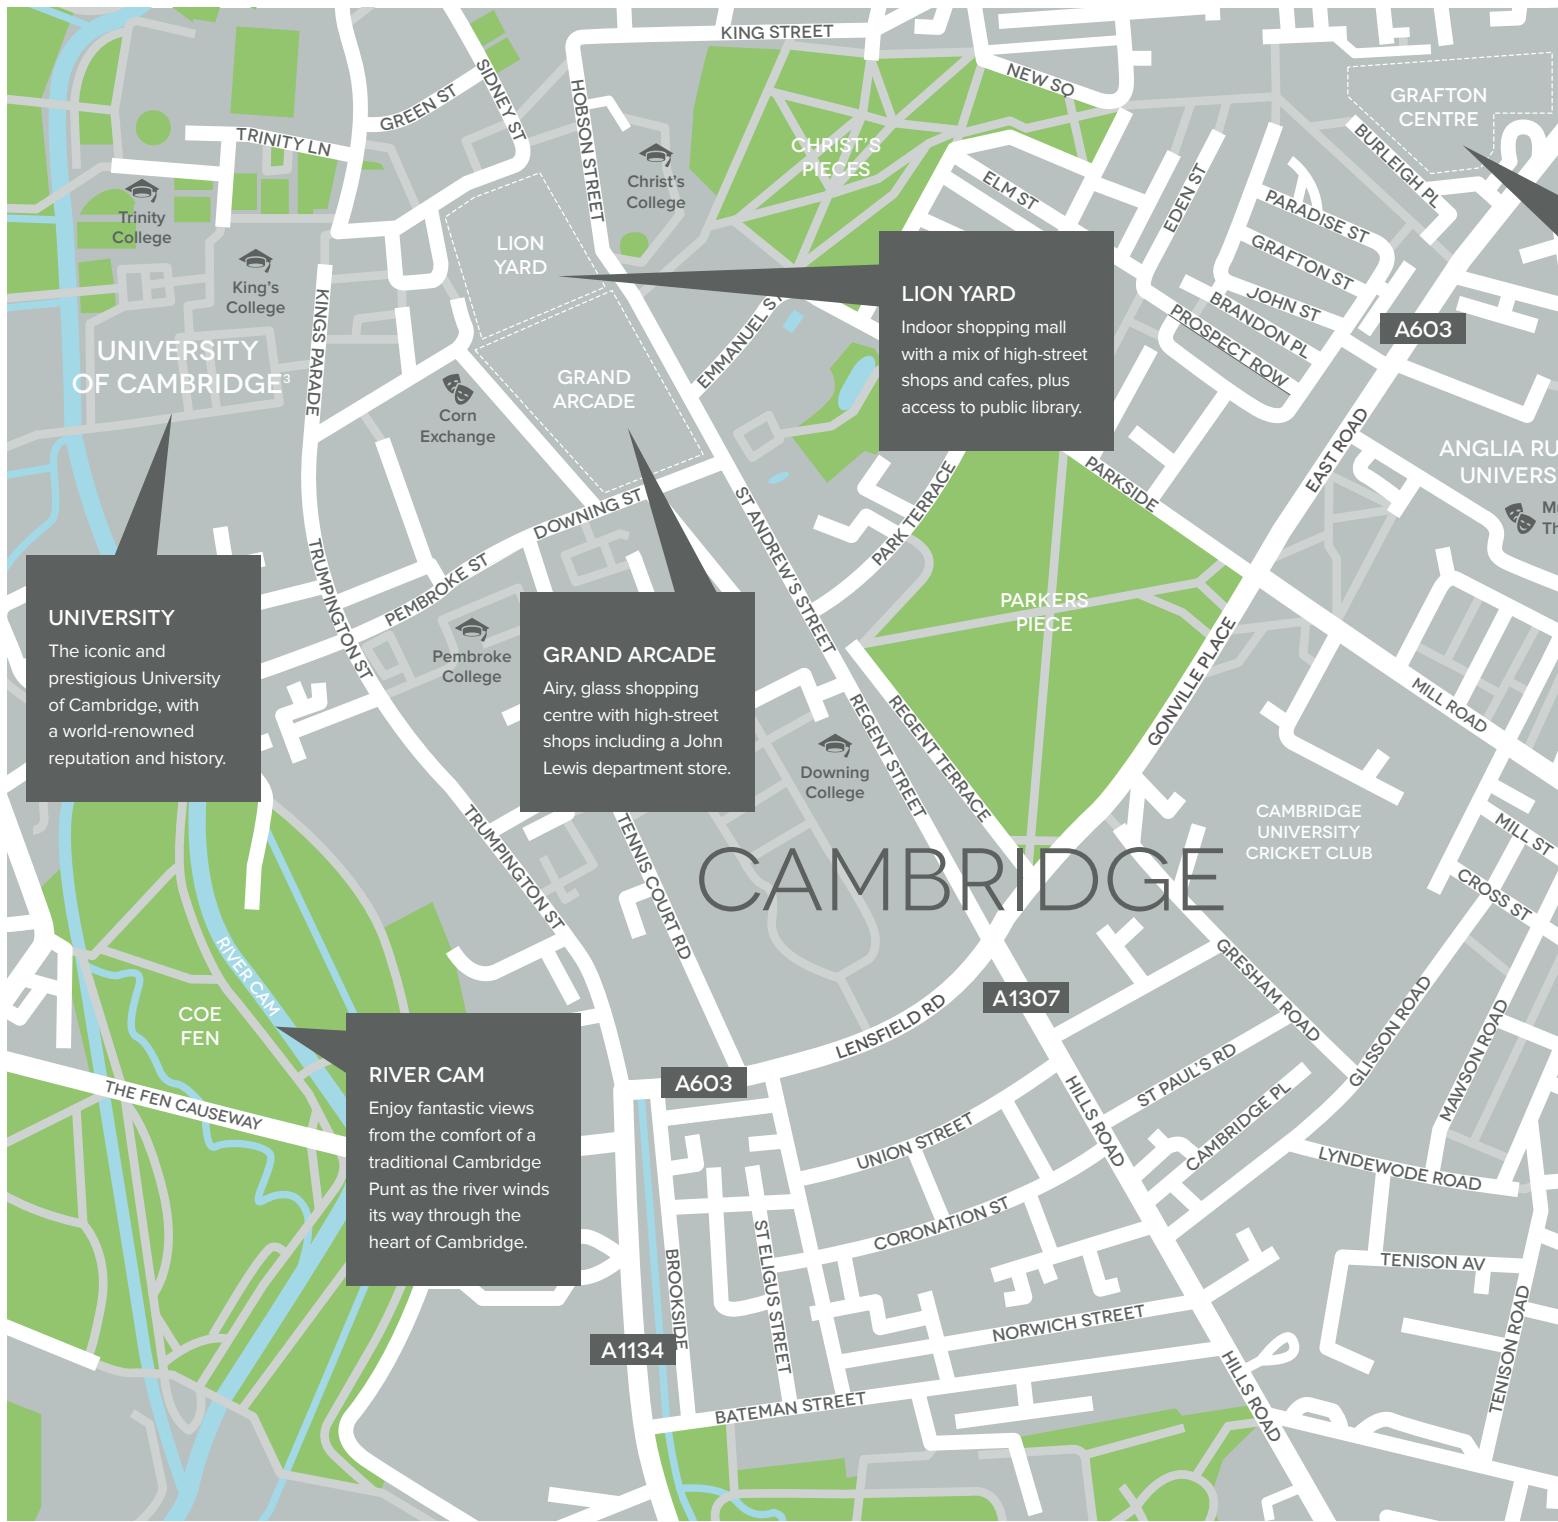 KING STREET
SIDNEY ST
HOBSON STREET
NEW SQ
GREEN ST
TRINITY LN
GRAFTON
CENTRE
BURLEIGH PL
CHRIST'S
PIECES
Christ's
College
ELM ST
EDEN ST
PARADISE ST
GRAFTON ST
JOHN ST
BRANDON PL
PROSPECT ROW
Trinity
College
King's
College
LION
YARD
KINGS PARADE
UNIVERSITY
OF CAMBRIDGE³
EMMANUEL ST
LION YARD
Indoor shopping mall
with a mix of high-street
shops and cafes, plus
access to public library.
A603
GRAND
ARCADE
Corn
Exchange
EAST ROAD
ANGLIA RU
UNIVERS
Mu
Th
PARKSIDE
PARK TERRACE
DOWNING ST
ST ANDREW'S STREET
PEMBROKE ST
TRUMPINGTON ST
PARKERS
PIECE
UNIVERSITY
The iconic and
prestigious University
of Cambridge, with
a world-renowned
reputation and history.
Pembroke
College
GRAND ARCADE
Airy, glass shopping
centre with high-street
shops including a John
Lewis department store.
GONVILLE PLACE
MILL ROAD
REGENT STREET
REGENT TERRACE
Downing
College
CAMBRIDGE
UNIVERSITY
CRICKET CLUB
MILL ST
CROSS ST
TRUMPINGTON ST
TENNIS COURT RD
CAMBRIDGE
RIVER CAM
COE
FEN
A1307
GRESHAM ROAD
GLISSON ROAD
MAWSON ROAD
LENSFIELD RD
ST PAUL'S RD
CAMBRIDGE PL
HILLS ROAD
A603
THE FEN CAUSEWAY
RIVER CAM
Enjoy fantastic views
from the comfort of a
traditional Cambridge
Punt as the river winds
its way through the
heart of Cambridge.
UNION STREET
LYNDEWODE ROAD
CORONATION ST
ST ELIGUS STREET
BROOKSIDE
TENISON AV
TENISON ROAD
NORWICH STREET
A1134
HILLS ROAD
BATEMAN STREET